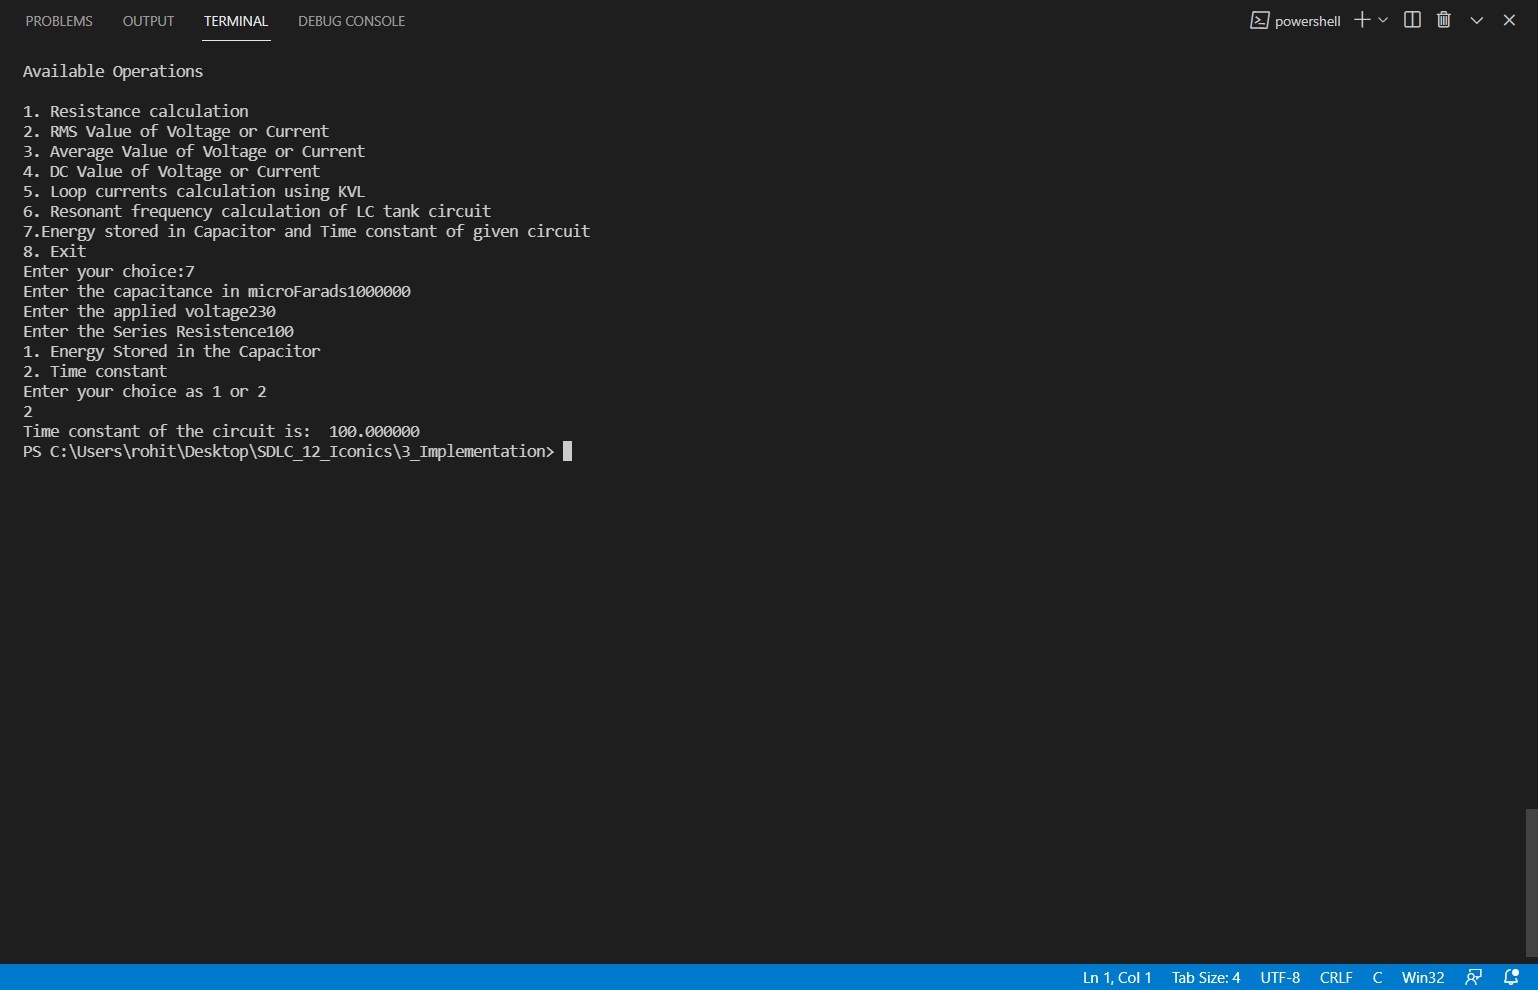 PROBLEMS OUTPUT TERMINAL DEBUG CONSOLE powershell
Available Operations
1. Resistance calculation
2. RMS Value of Voltage or Current
3. Average Value of Voltage or Current
4. DC Value of Voltage or Current
5. Loop currents calculation using KVL
6. Resonant frequency calculation of LC tank circuit
7.Energy stored in Capacitor and Time constant of given circuit
8. Exit
Enter your choice:7
Enter the capacitance in microFarads1000000
Enter the applied voltage230
Enter the Series Resistence100
1. Energy Stored in the Capacitor
2. Time constant
Enter your choice as 1 or 2
2
Time constant of the circuit is:  100.000000
PS C:\Users\rohit\Desktop\SDLC_12_Iconics\3_Implementation>
Ln 1, Col 1 Tab Size: 4 UTF-8 CRLF C Win32